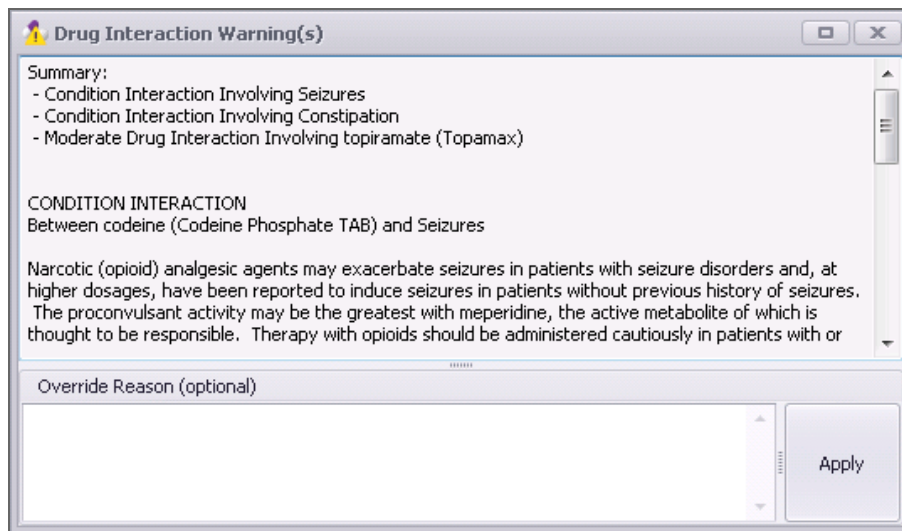 Drug Interaction Warning(s)
Summary:
- Condition Interaction Involving Seizures
- Condition Interaction Involving Constipation
- Moderate Drug Interaction Involving topiramate (Topamax)
CONDITION INTERACTION
Between codeine (Codeine Phosphate TAB) and Seizures
Narcotic (opioid) analgesic agents may exacerbate seizures in patients with seizure disorders and, at
higher dosages, have been reported to induce seizures in patients without previous history of seizures.
The proconvulsant activity may be the greatest with meperidine, the active metabolite of which is
thought to be responsible.  Therapy with opioids should be administered cautiously in patients with or
Override Reason (optional)
Apply